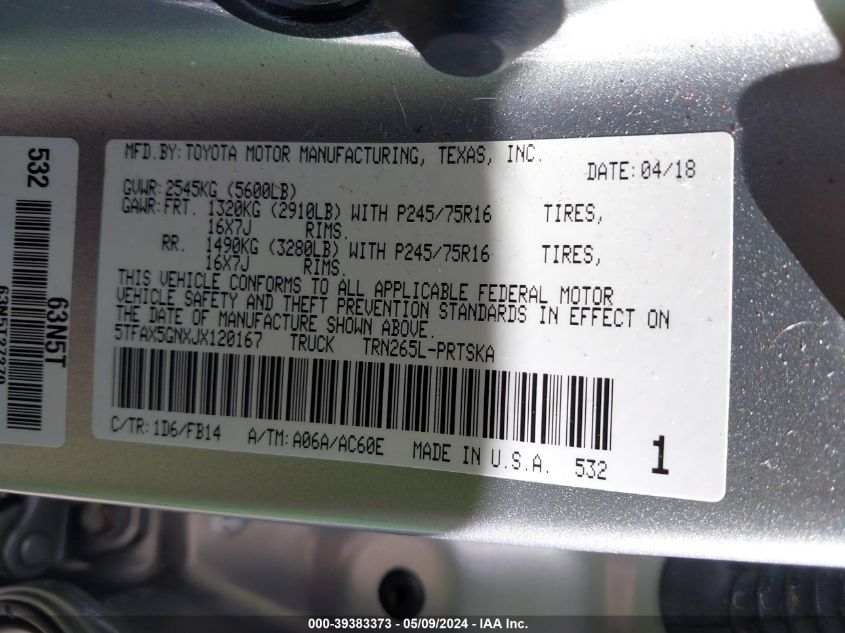 532
63N5T
MFD.BY:TOYOTA MOTOR MANUFACTURING, TEXAS, INC.
DATE:04/18
GVWR:2545KG (5600LB)
GAWR:FRT. 1320KG (2910LB) WITH P245/75R16 TIRES,
16X7J RIMS.
RR. 1490KG (3280LB) WITH P245/75R16 TIRES,
16X7J RIMS.
THIS VEHICLE CONFORMS TO ALL APPLICABLE FEDERAL MOTOR
VEHICLE SAFETY AND THEFT PREVENTION STANDARDS IN EFFECT ON
THE DATE OF MANUFACTURE SHOWN ABOVE.
5TFAX5GNXJX120167 TRUCK TRN265L-PRTSKA
C/TR:1D6/FB14 A/TM:A06A/AC60E MADE IN U.S.A. 532 1
000-39383373 - 05/09/2024 - IAA Inc.